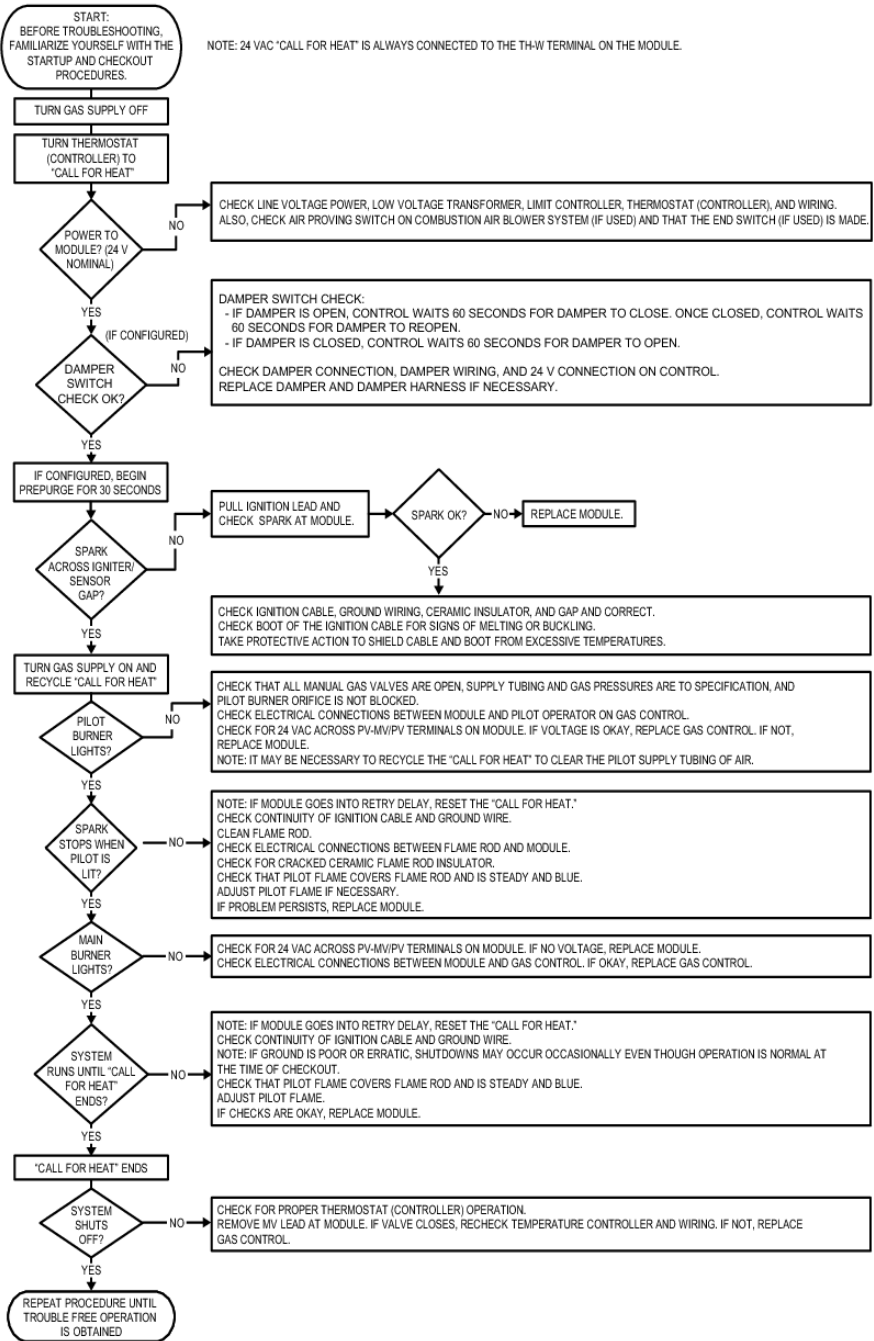 START:
BEFORE TROUBLESHOOTING,
FAMILIARIZE YOURSELF WITH THE
STARTUP AND CHECKOUT
PROCEDURES.
NOTE: 24 VAC “CALL FOR HEAT” IS ALWAYS CONNECTED TO THE TH-W TERMINAL ON THE MODULE.
TURN GAS SUPPLY OFF
TURN THERMOSTAT
(CONTROLLER) TO
“CALL FOR HEAT”
POWER TO
MODULE? (24 V
NOMINAL)
NO
CHECK LINE VOLTAGE POWER, LOW VOLTAGE TRANSFORMER, LIMIT CONTROLLER, THERMOSTAT (CONTROLLER), AND WIRING.
ALSO, CHECK AIR PROVING SWITCH ON COMBUSTION AIR BLOWER SYSTEM (IF USED) AND THAT THE END SWITCH (IF USED) IS MADE.
YES
(IF CONFIGURED)
DAMPER
SWITCH
CHECK OK?
NO
DAMPER SWITCH CHECK:
- IF DAMPER IS OPEN, CONTROL WAITS 60 SECONDS FOR DAMPER TO CLOSE. ONCE CLOSED, CONTROL WAITS
60 SECONDS FOR DAMPER TO REOPEN.
- IF DAMPER IS CLOSED, CONTROL WAITS 60 SECONDS FOR DAMPER TO OPEN.
CHECK DAMPER CONNECTION, DAMPER WIRING, AND 24 V CONNECTION ON CONTROL.
REPLACE DAMPER AND DAMPER HARNESS IF NECESSARY.
YES
IF CONFIGURED, BEGIN
PREPURGE FOR 30 SECONDS
SPARK
ACROSS IGNITER/
SENSOR
GAP?
NO
PULL IGNITION LEAD AND
CHECK SPARK AT MODULE.
SPARK OK?
NO
REPLACE MODULE.
YES
CHECK IGNITION CABLE, GROUND WIRING, CERAMIC INSULATOR, AND GAP AND CORRECT.
CHECK BOOT OF THE IGNITION CABLE FOR SIGNS OF MELTING OR BUCKLING.
TAKE PROTECTIVE ACTION TO SHIELD CABLE AND BOOT FROM EXCESSIVE TEMPERATURES.
YES
TURN GAS SUPPLY ON AND
RECYCLE “CALL FOR HEAT”
PILOT
BURNER
LIGHTS?
NO
CHECK THAT ALL MANUAL GAS VALVES ARE OPEN, SUPPLY TUBING AND GAS PRESSURES ARE TO SPECIFICATION, AND
PILOT BURNER ORIFICE IS NOT BLOCKED.
CHECK ELECTRICAL CONNECTIONS BETWEEN MODULE AND PILOT OPERATOR ON GAS CONTROL.
CHECK FOR 24 VAC ACROSS PV-MV/PV TERMINALS ON MODULE. IF VOLTAGE IS OKAY, REPLACE GAS CONTROL. IF NOT,
REPLACE MODULE.
NOTE: IT MAY BE NECESSARY TO RECYCLE THE “CALL FOR HEAT” TO CLEAR THE PILOT SUPPLY TUBING OF AIR.
YES
SPARK
STOPS WHEN
PILOT IS
LIT?
NO
NOTE: IF MODULE GOES INTO RETRY DELAY, RESET THE “CALL FOR HEAT.”
CHECK CONTINUITY OF IGNITION CABLE AND GROUND WIRE.
CLEAN FLAME ROD.
CHECK ELECTRICAL CONNECTIONS BETWEEN FLAME ROD AND MODULE.
CHECK FOR CRACKED CERAMIC FLAME ROD INSULATOR.
CHECK THAT PILOT FLAME COVERS FLAME ROD AND IS STEADY AND BLUE.
ADJUST PILOT FLAME IF NECESSARY.
IF PROBLEM PERSISTS, REPLACE MODULE.
YES
MAIN
BURNER
LIGHTS?
NO
CHECK FOR 24 VAC ACROSS PV-MV/PV TERMINALS ON MODULE. IF NO VOLTAGE, REPLACE MODULE.
CHECK ELECTRICAL CONNECTIONS BETWEEN MODULE AND GAS CONTROL. IF OKAY, REPLACE GAS CONTROL.
YES
SYSTEM
RUNS UNTIL “CALL
FOR HEAT”
ENDS?
NO
NOTE: IF MODULE GOES INTO RETRY DELAY, RESET THE “CALL FOR HEAT.”
CHECK CONTINUITY OF IGNITION CABLE AND GROUND WIRE.
NOTE: IF GROUND IS POOR OR ERRATIC, SHUTDOWNS MAY OCCUR OCCASIONALLY EVEN THOUGH OPERATION IS NORMAL AT
THE TIME OF CHECKOUT.
CHECK THAT PILOT FLAME COVERS FLAME ROD AND IS STEADY AND BLUE.
ADJUST PILOT FLAME.
IF CHECKS ARE OKAY, REPLACE MODULE.
YES
“CALL FOR HEAT” ENDS
SYSTEM
SHUTS
OFF?
NO
CHECK FOR PROPER THERMOSTAT (CONTROLLER) OPERATION.
REMOVE MV LEAD AT MODULE. IF VALVE CLOSES, RECHECK TEMPERATURE CONTROLLER AND WIRING. IF NOT, REPLACE
GAS CONTROL.
YES
REPEAT PROCEDURE UNTIL
TROUBLE FREE OPERATION
IS OBTAINED